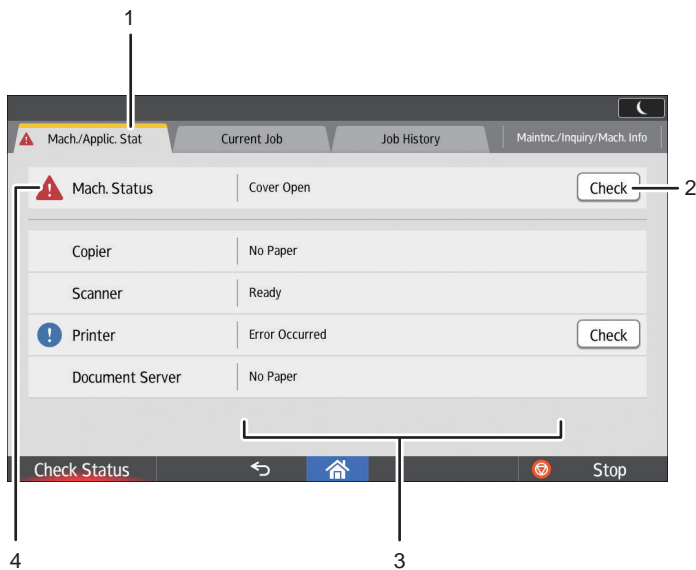 1
Mach./Applic. Stat
Current Job
Job History
Maintnc./Inquiry/Mach. Info
Mach. Status
Cover Open
Check
2
Copier
No Paper
Scanner
Ready
Printer
Error Occurred
Check
Document Server
No Paper
Check Status
Stop
4
3